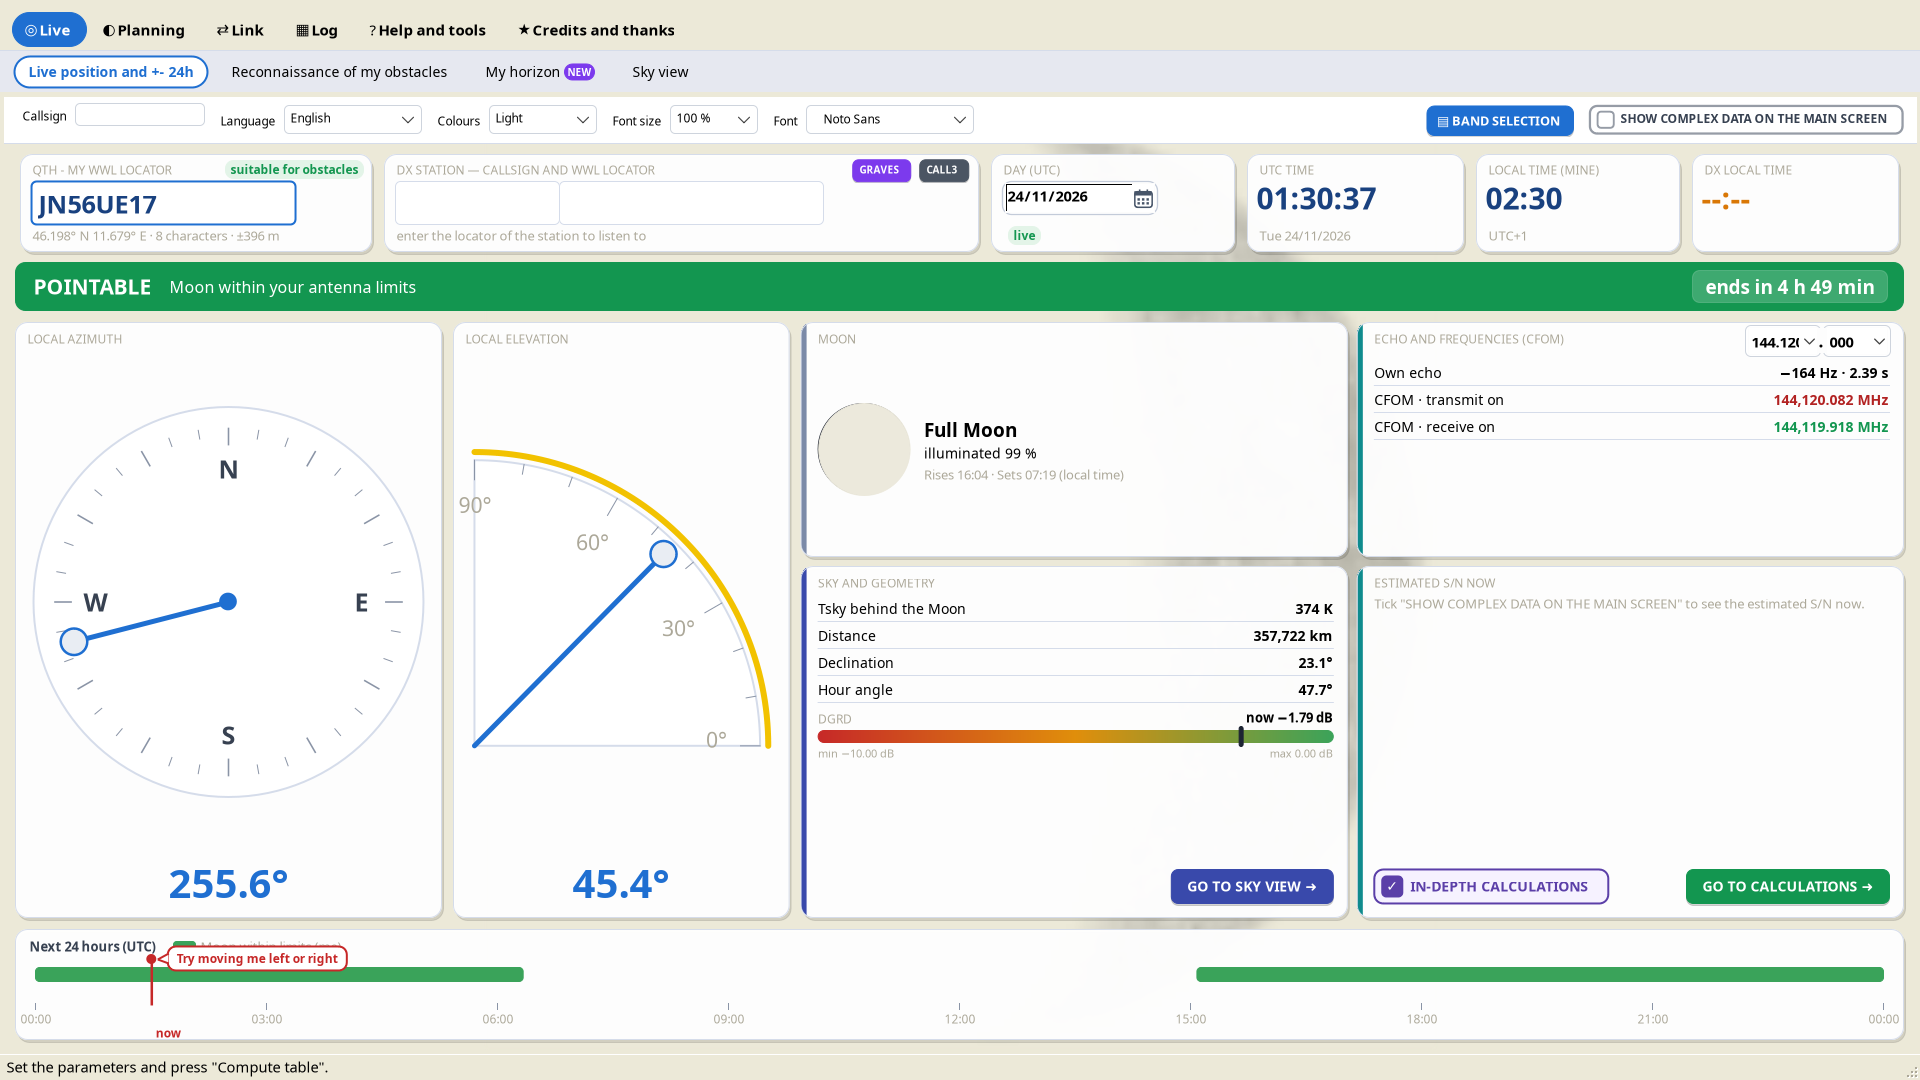 ◎ Live
◐ Planning
⇄ Link
▦ Log
? Help and tools
★ Credits and thanks
Live position and +- 24h
Reconnaissance of my obstacles
My horizon NEW
Sky view
Callsign
Language English
Colours Light
Font size 100 %
Font Noto Sans
▤ BAND SELECTION
SHOW COMPLEX DATA ON THE MAIN SCREEN
QTH - MY WWL LOCATOR
suitable for obstacles
JN56UE17
46.198° N 11.679° E · 8 characters · ±396 m
DX STATION — CALLSIGN AND WWL LOCATOR
GRAVES
CALL3
enter the locator of the station to listen to
DAY (UTC)
24/11/2026
live
UTC TIME
01:30:37
Tue 24/11/2026
LOCAL TIME (MINE)
02:30
UTC+1
DX LOCAL TIME
--:--
POINTABLE Moon within your antenna limits
ends in 4 h 49 min
LOCAL AZIMUTH
N
W
E
S
255.6°
LOCAL ELEVATION
90°
60°
30°
0°
45.4°
MOON
Full Moon
illuminated 99 %
Rises 16:04 · Sets 07:19 (local time)
ECHO AND FREQUENCIES (CFOM)
144.120 . 000
Own echo −164 Hz · 2.39 s
CFOM · transmit on 144,120.082 MHz
CFOM · receive on 144,119.918 MHz
SKY AND GEOMETRY
Tsky behind the Moon 374 K
Distance 357,722 km
Declination 23.1°
Hour angle 47.7°
DGRD now −1.79 dB
min −10.00 dB max 0.00 dB
GO TO SKY VIEW →
ESTIMATED S/N NOW
Tick "SHOW COMPLEX DATA ON THE MAIN SCREEN" to see the estimated S/N now.
✓ IN-DEPTH CALCULATIONS
GO TO CALCULATIONS →
Next 24 hours (UTC)
Try moving me left or right
00:00 03:00 06:00 09:00 12:00 15:00 18:00 21:00 00:00
now
Set the parameters and press "Compute table".